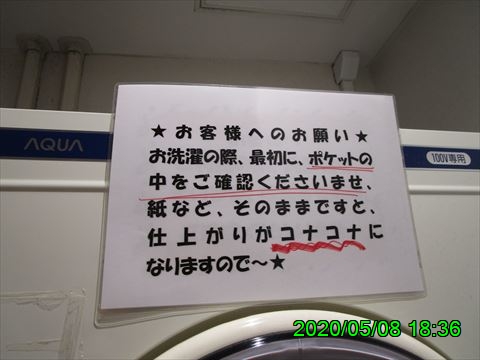 AQUA
100V専用
★お客様へのお願い★
お洗濯の際、最初に、ポケットの
中をご確認くださいませ、
紙など、そのままですと、
仕上がりがコナコナに
なりますので～★
2020/05/08 18:36